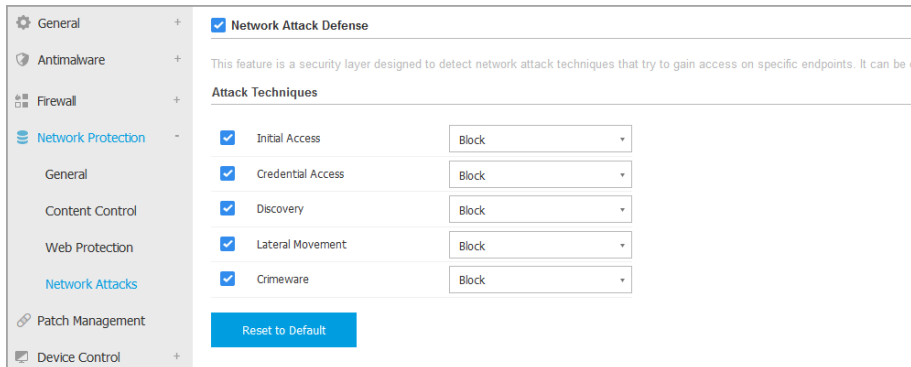 General +
Antimalware +
Firewall +
Network Protection -
General
Content Control
Web Protection
Network Attacks
Patch Management
Device Control +
Network Attack Defense
This feature is a security layer designed to detect network attack techniques that try to gain access on specific endpoints. It can be
Attack Techniques
Initial Access Block
Credential Access Block
Discovery Block
Lateral Movement Block
Crimeware Block
Reset to Default